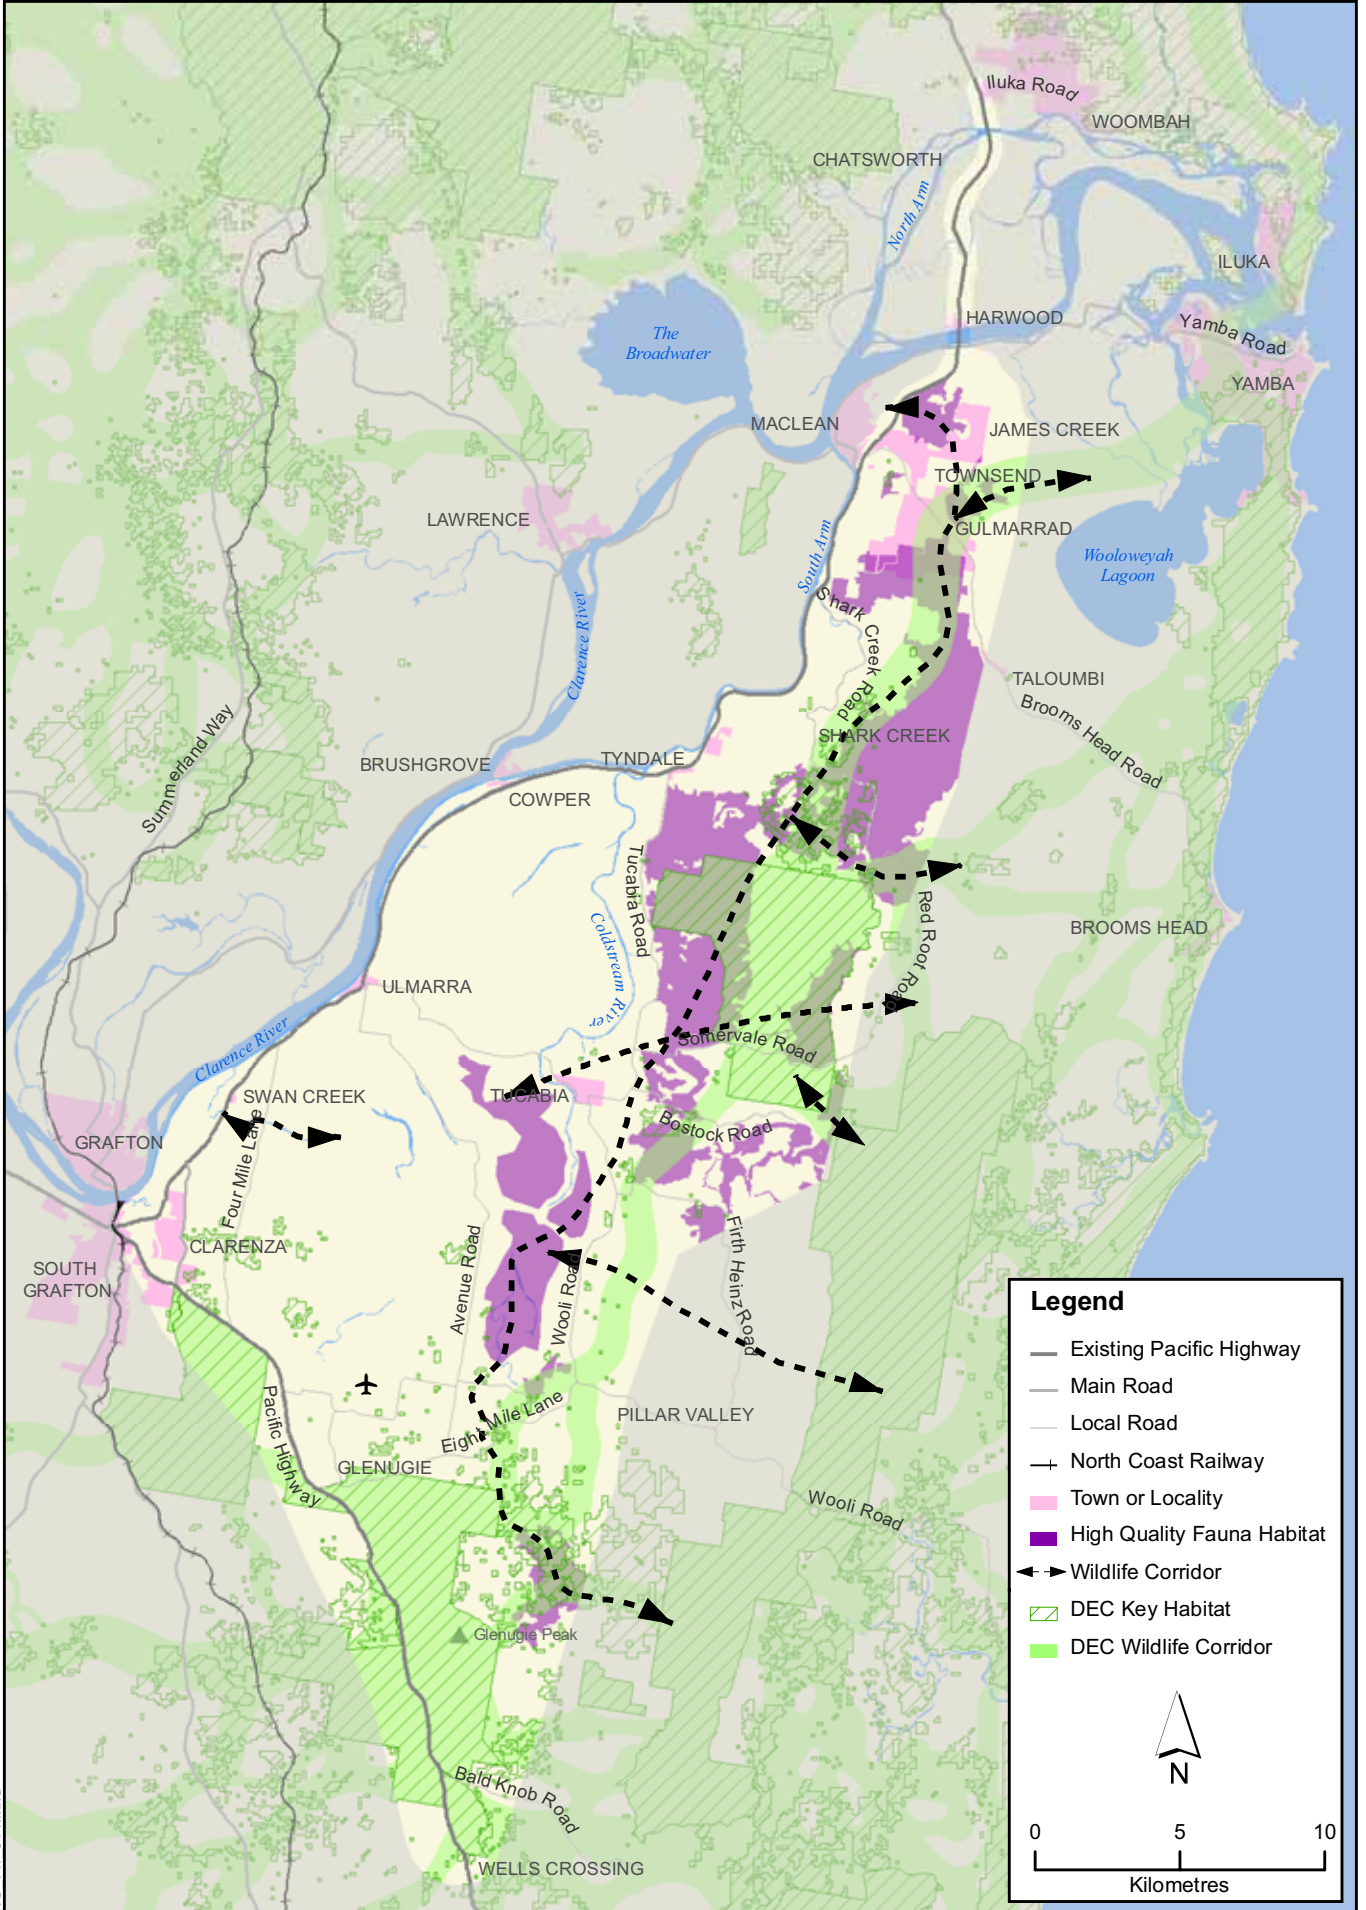 Iluka Road
WOOMBAH
CHATSWORTH
North Arm
ILUKA
HARWOOD
Yamba Road
The
Broadwater
YAMBA
MACLEAN
JAMES CREEK
TOWNSEND
LAWRENCE
GULMARRAD
South Arm
Wooloweyah
Lagoon
Clarence River
Shark Creek Road
TALOUMBI
Brooms Head Road
SHARK CREEK
Summerland Way
BRUSHGROVE
TYNDALE
COWPER
Tucabia Road
Coldstream River
Red Root Road
BROOMS HEAD
ULMARRA
Clarence River
Somervale Road
SWAN CREEK
TUCABIA
GRAFTON
Four Mile Lane
Bostock Road
CLARENZA
SOUTH
GRAFTON
Avenue Road
Wooli Road
Firth Heinz Road
Pacific Highway
Eight Mile Lane
PILLAR VALLEY
GLENUGIE
Wooli Road
Glenugie Peak
Bald Knob Road
WELLS CROSSING
Legend
Existing Pacific Highway
Main Road
Local Road
North Coast Railway
Town or Locality
High Quality Fauna Habitat
Wildlife Corridor
DEC Key Habitat
DEC Wildlife Corridor
N
0 5 10
Kilometres